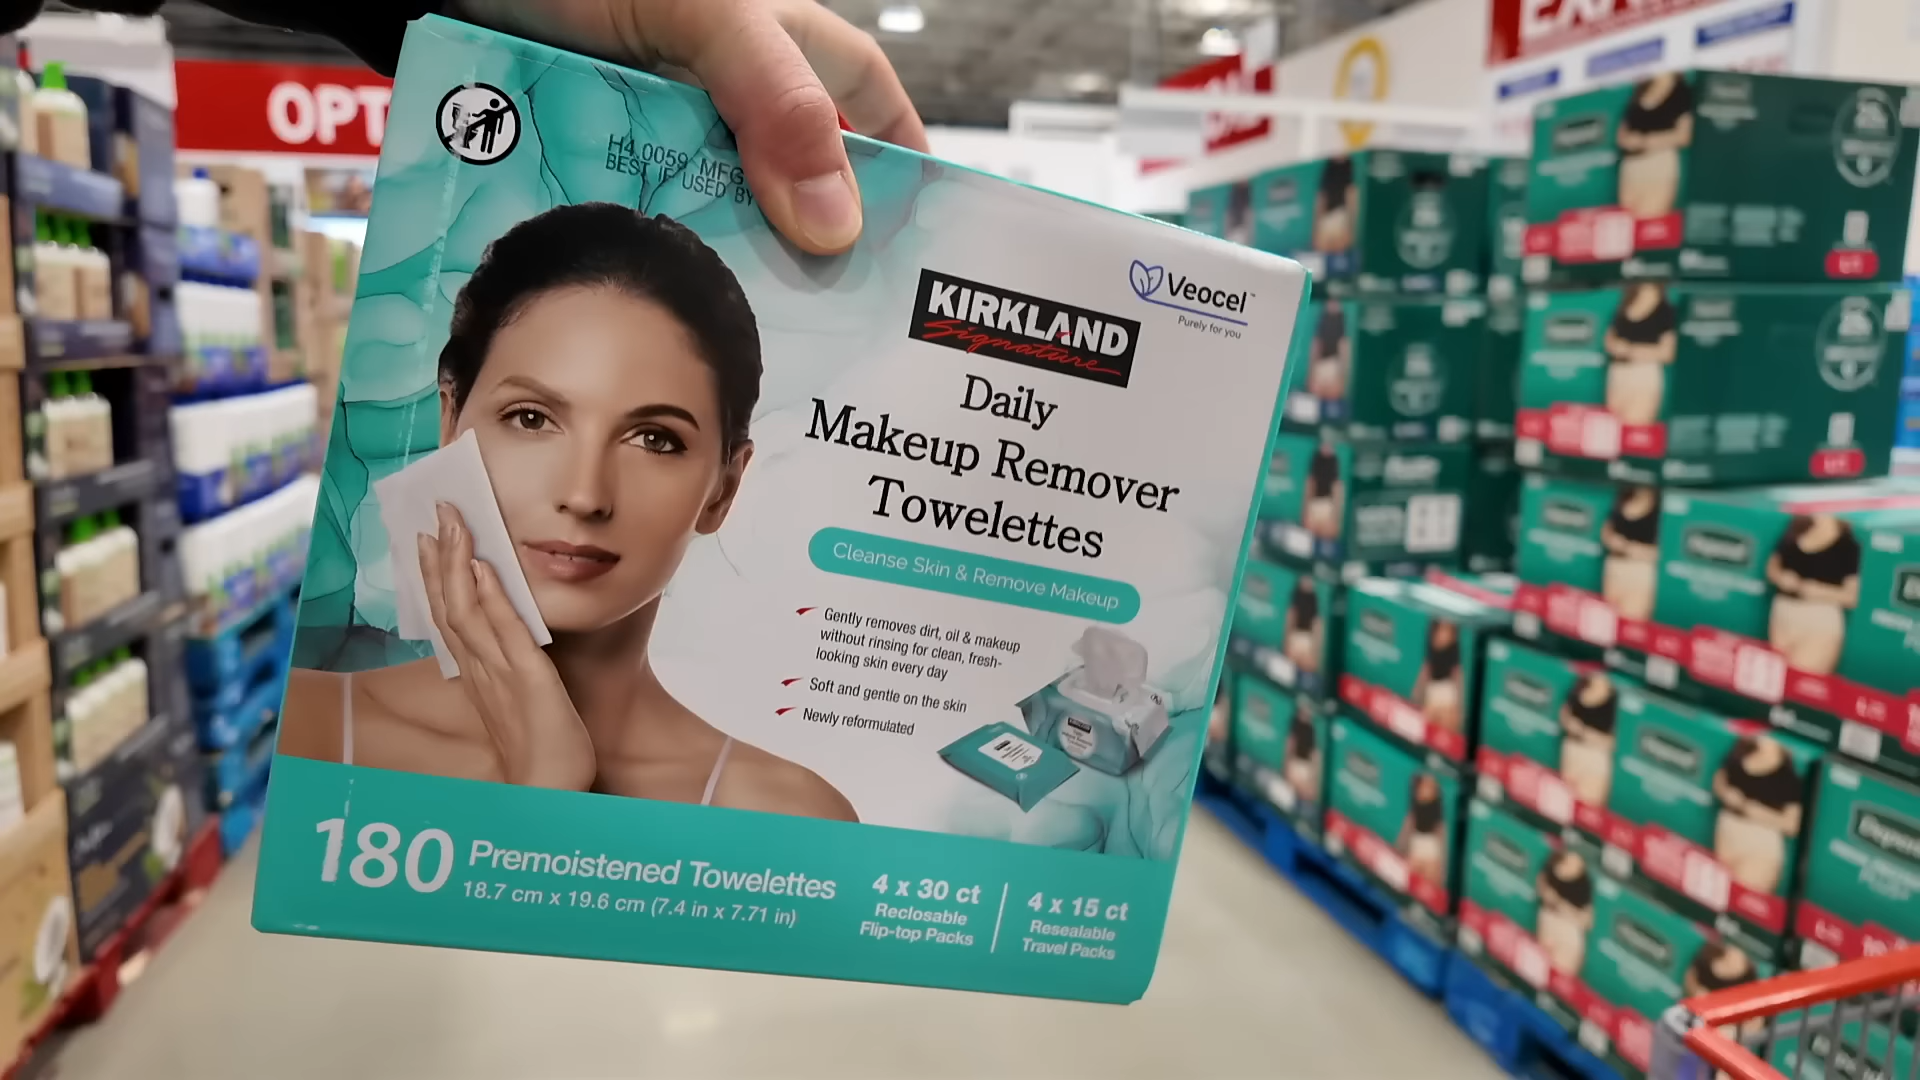 OPT
H4 0059 MFG
BEST IF USED BY
Veocel
Purely for you
KIRKLAND
Signature
Daily
Makeup Remover
Towelettes
Cleanse Skin & Remove Makeup
Gently removes dirt, oil & makeup
without rinsing for clean, fresh-
looking skin every day
Soft and gentle on the skin
Newly reformulated
KIRKLAND
180 Premoistened Towelettes
18.7 cm x 19.6 cm (7.4 in x 7.71 in)
4 x 30 ct
Reclosable
Flip-top Packs
4 x 15 ct
Resealable
Travel Packs
Depend